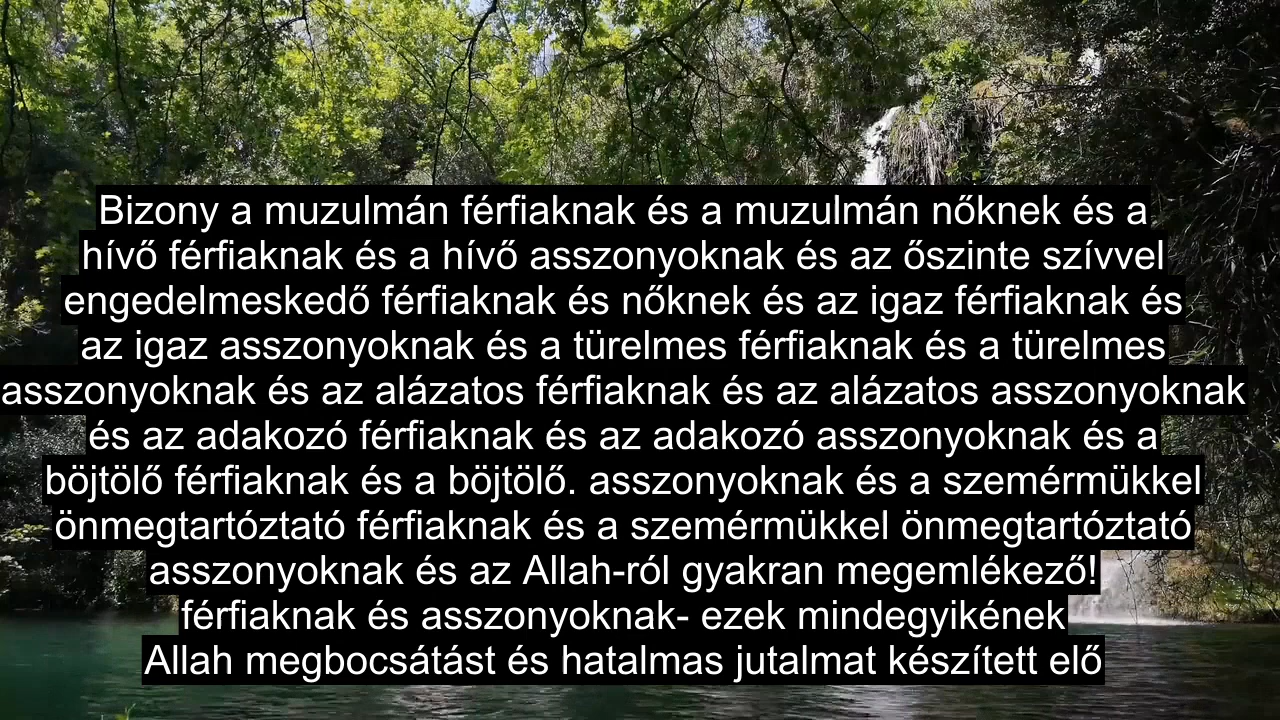 Bizony a muzulmán férfiaknak és a muzulmán nőknek és a
hívő férfiaknak és a hívő asszonyoknak és az őszinte szívvel
engedelmeskedő férfiaknak és nőknek és az igaz férfiaknak és
az igaz asszonyoknak és a türelmes férfiaknak és a türelmes
asszonyoknak és az alázatos férfiaknak és az alázatos asszonyoknak
és az adakozó férfiaknak és az adakozó asszonyoknak és a
böjtölő férfiaknak és a böjtölő. asszonyoknak és a szemérmükkel
önmegtartóztató férfiaknak és a szemérmükkel önmegtartóztató
asszonyoknak és az Allah-ról gyakran megemlékező!
férfiaknak és asszonyoknak- ezek mindegyikének
Allah megbocsátást és hatalmas jutalmat készített elő